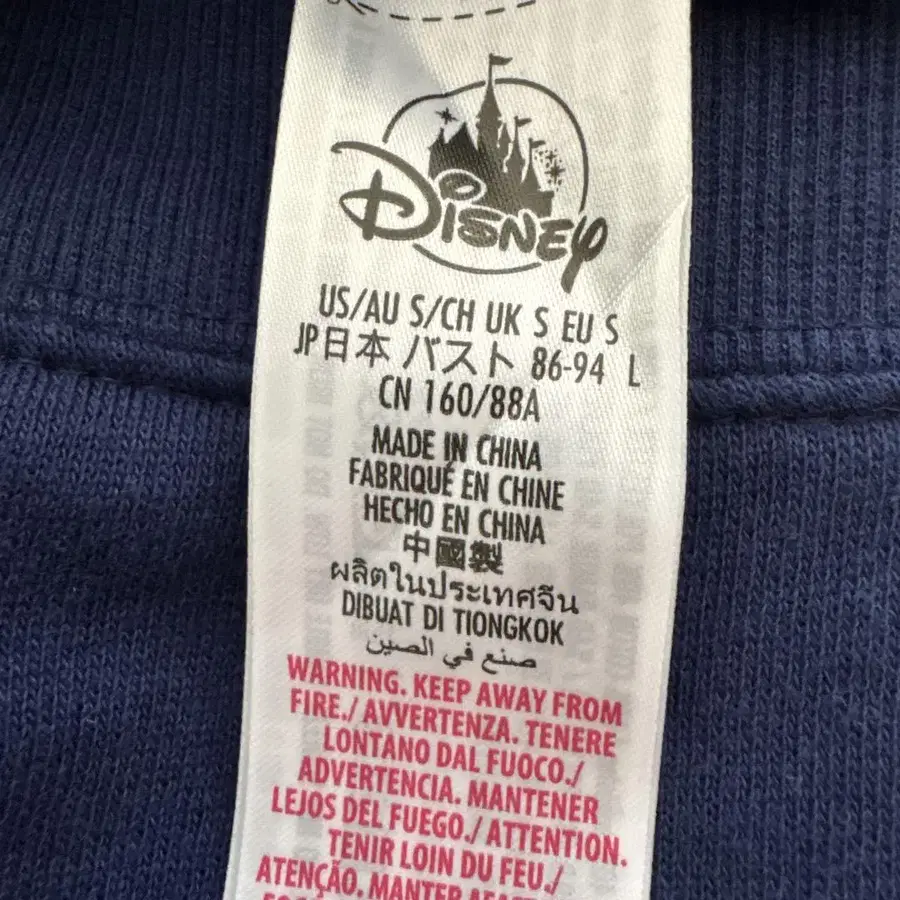 Disney
US/AU S/CH UK S EU S
JP日本 バスト 86-94 L
CN 160/88A
MADE IN CHINA
FABRIQUÉ EN CHINE
HECHO EN CHINA
中國製
ผลิตในประเทศจีน
DIBUAT DI TIONGKOK
صنع في الصين
WARNING. KEEP AWAY FROM
FIRE./ AVVERTENZA. TENERE
LONTANO DAL FUOCO./
ADVERTENCIA. MANTENER
LEJOS DEL FUEGO./ ATTENTION.
TENIR LOIN DU FEU./
ATENÇÃO. MANTER